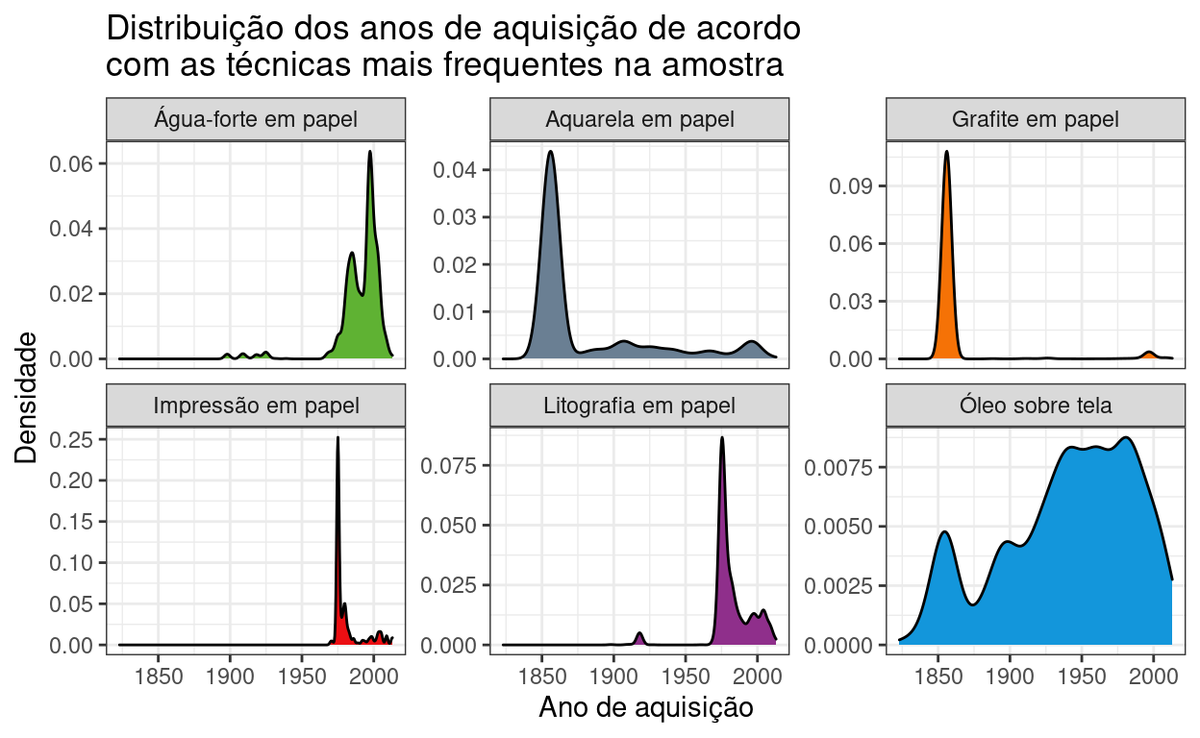 Distribuição dos anos de aquisição de acordo
com as técnicas mais frequentes na amostra
Água-forte em papel
Aquarela em papel
Grafite em papel
0.06
0.04
0.02
0.00
0.04
0.03
0.02
0.01
0.00
0.09
0.06
0.03
0.00
Densidade
Impressão em papel
Litografia em papel
Óleo sobre tela
0.25
0.20
0.15
0.10
0.05
0.00
0.075
0.050
0.025
0.000
0.0075
0.0050
0.0025
0.0000
1850 1900 1950 2000
1850 1900 1950 2000
1850 1900 1950 2000
Ano de aquisição